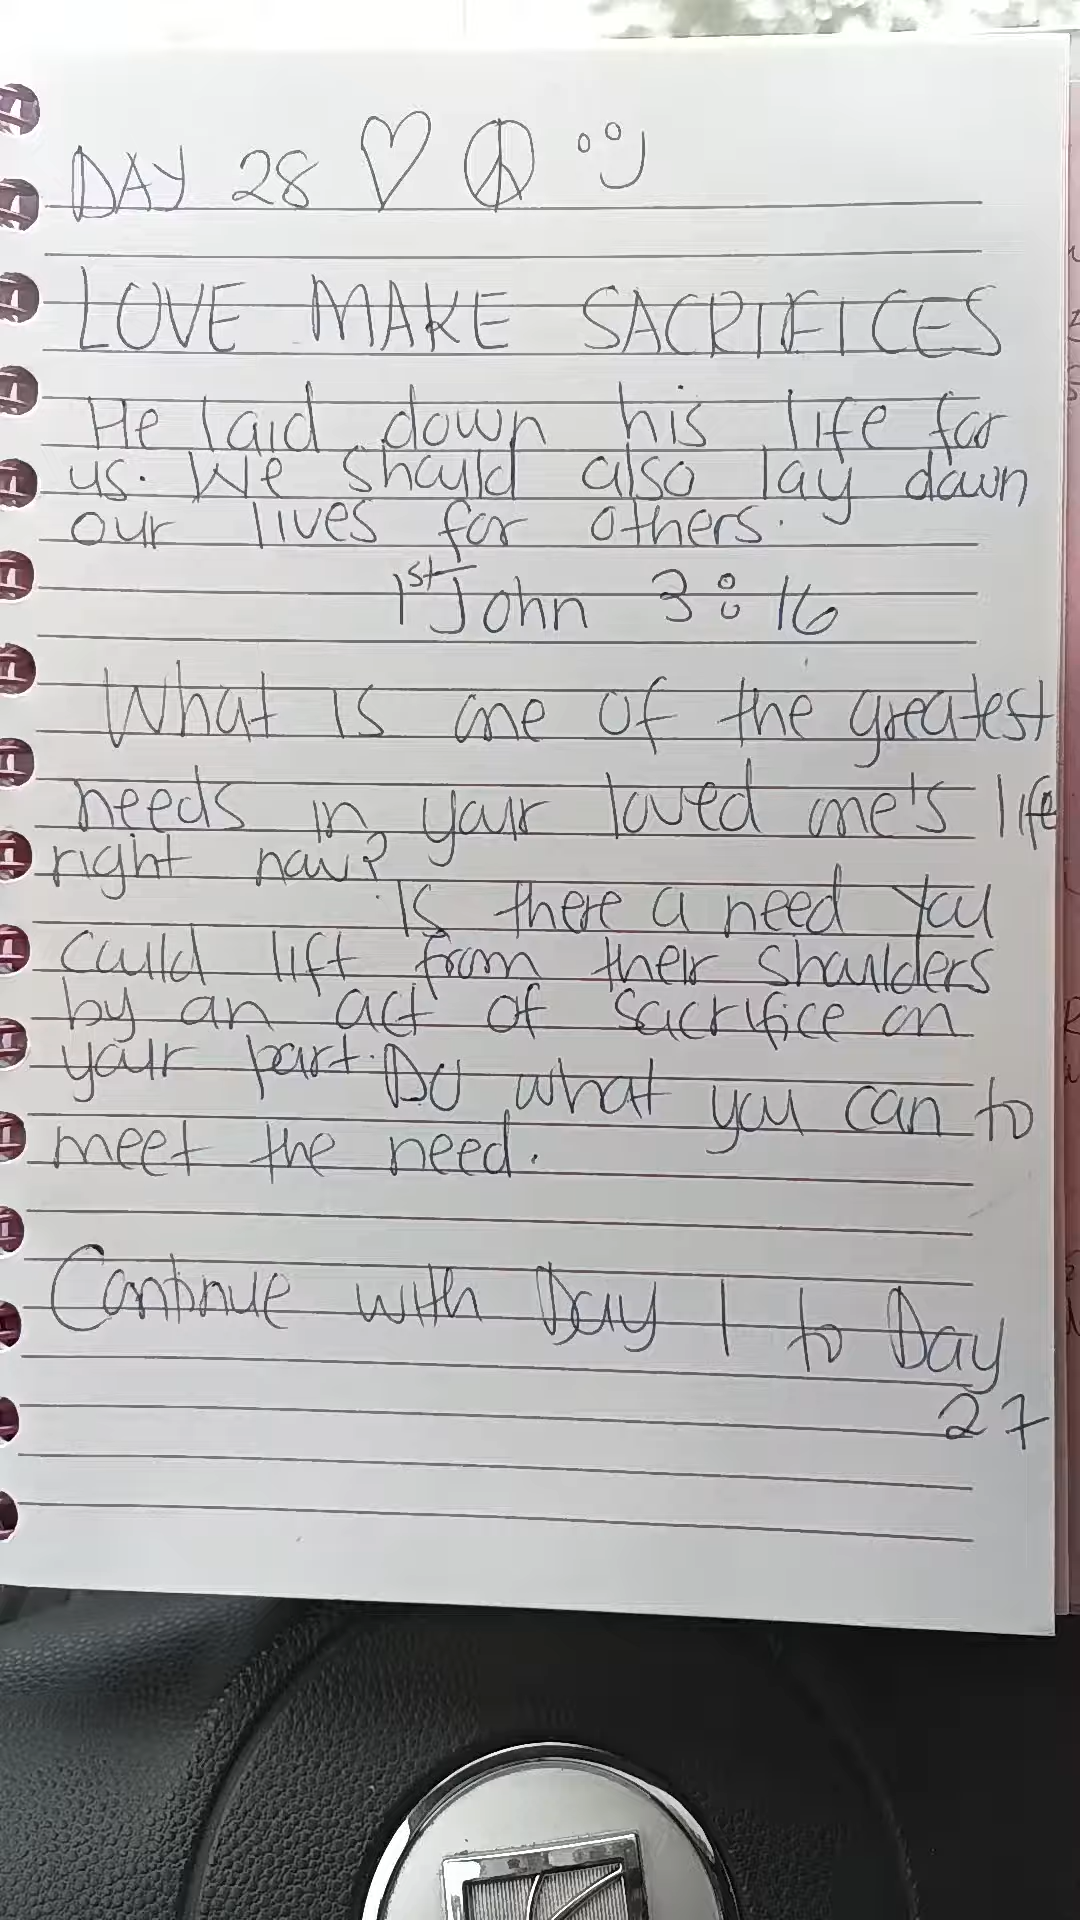 DAY 28 ♡ ☮ ☺
LOVE MAKE SACRIFICES
He laid down his life for
us. We should also lay down
our lives for others.
1st John 3:16
What is one of the greatest
needs in your loved one's life
right now?
Is there a need you
could lift from their shoulders
by an act of sacrifice on
your part. Do what you can to
meet the need.
Continue with Day 1 to Day
27